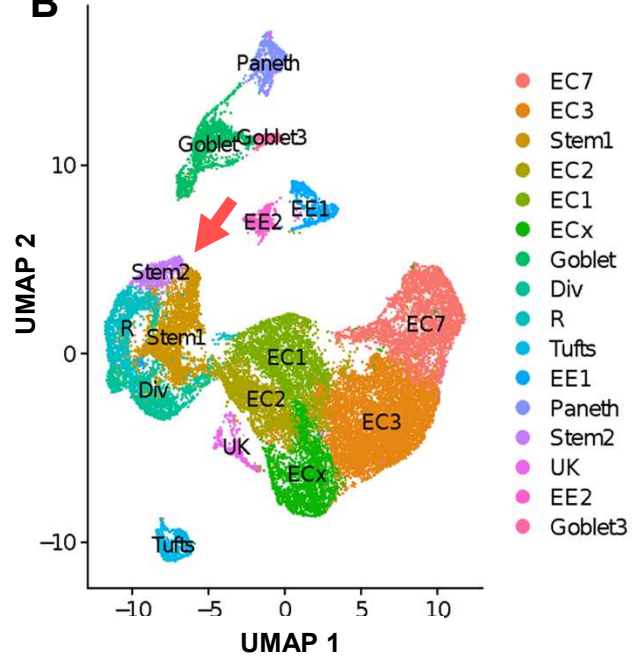 B
Paneth
Goblet
Goblet3
EE1
EE2
Stem2
R
Stem1
Div
EC1
EC2
EC7
EC3
UK
ECx
Tufts
10
0
−10
−10
−5
0
5
10
UMAP 2
UMAP 1
EC7
EC3
Stem1
EC2
EC1
ECx
Goblet
Div
R
Tufts
EE1
Paneth
Stem2
UK
EE2
Goblet3